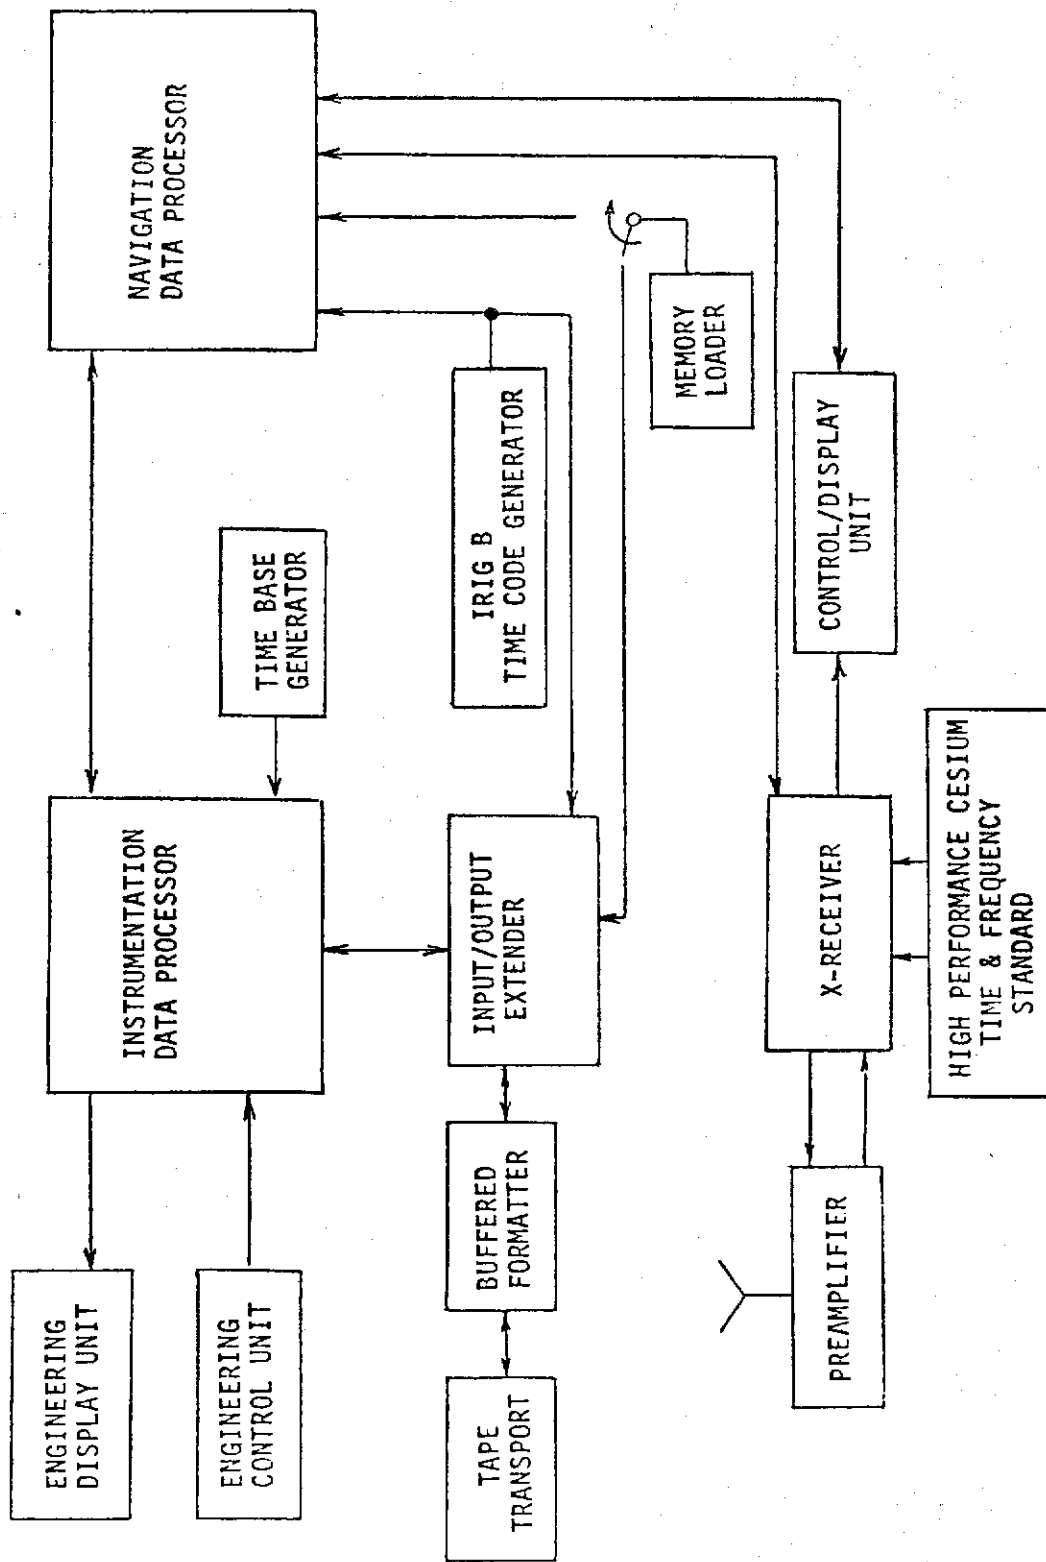 ENGINEERING
DISPLAY UNIT
INSTRUMENTATION
DATA PROCESSOR
NAVIGATION
DATA PROCESSOR
ENGINEERING
CONTROL UNIT
TIME BASE
GENERATOR
TAPE
TRANSPORT
BUFFERED
FORMATTER
INPUT/OUTPUT
EXTENDER
IRIG B
TIME CODE GENERATOR
MEMORY
LOADER
PREAMPLIFIER
X-RECEIVER
CONTROL/DISPLAY
UNIT
HIGH PERFORMANCE CESIUM
TIME & FREQUENCY
STANDARD